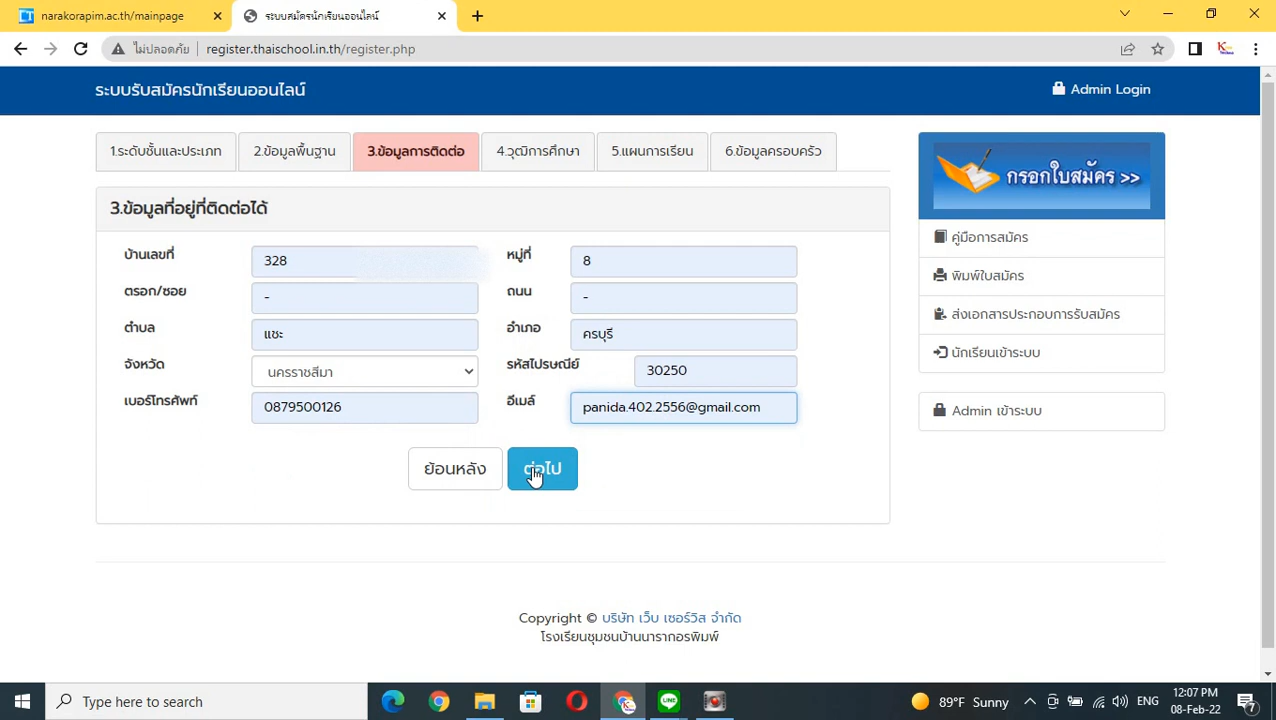 narakorapim.ac.th/mainpage
ระบบสมัครนักเรียนออนไลน์
ไม่ปลอดภัย
register.thaischool.in.th/register.php
ระบบรับสมัครนักเรียนออนไลน์
Admin Login
1.ระดับชั้นและประเภท
2.ข้อมูลพื้นฐาน
3.ข้อมูลการติดต่อ
4.วุฒิการศึกษา
5.แผนการเรียน
6.ข้อมูลครอบครัว
กรอกใบสมัคร >>
3.ข้อมูลที่อยู่ที่ติดต่อได้
คู่มือการสมัคร
พิมพ์ใบสมัคร
ส่งเอกสารประกอบการรับสมัคร
นักเรียนเข้าระบบ
Admin เข้าระบบ
บ้านเลขที่ 328 หมู่ที่ 8
ตรอก/ซอย - ถนน -
ตำบล แชะ อำเภอ ครบุรี
จังหวัด นครราชสีมา รหัสไปรษณีย์ 30250
เบอร์โทรศัพท์ 0879500126 อีเมล์ panida.402.2556@gmail.com
ย้อนหลัง ต่อไป
Copyright © บริษัท เว็บ เซอร์วิส จำกัด
โรงเรียนชุมชนบ้านนารากอรพิมพ์
Type here to search
89°F Sunny
ENG
12:07 PM
08-Feb-22
7